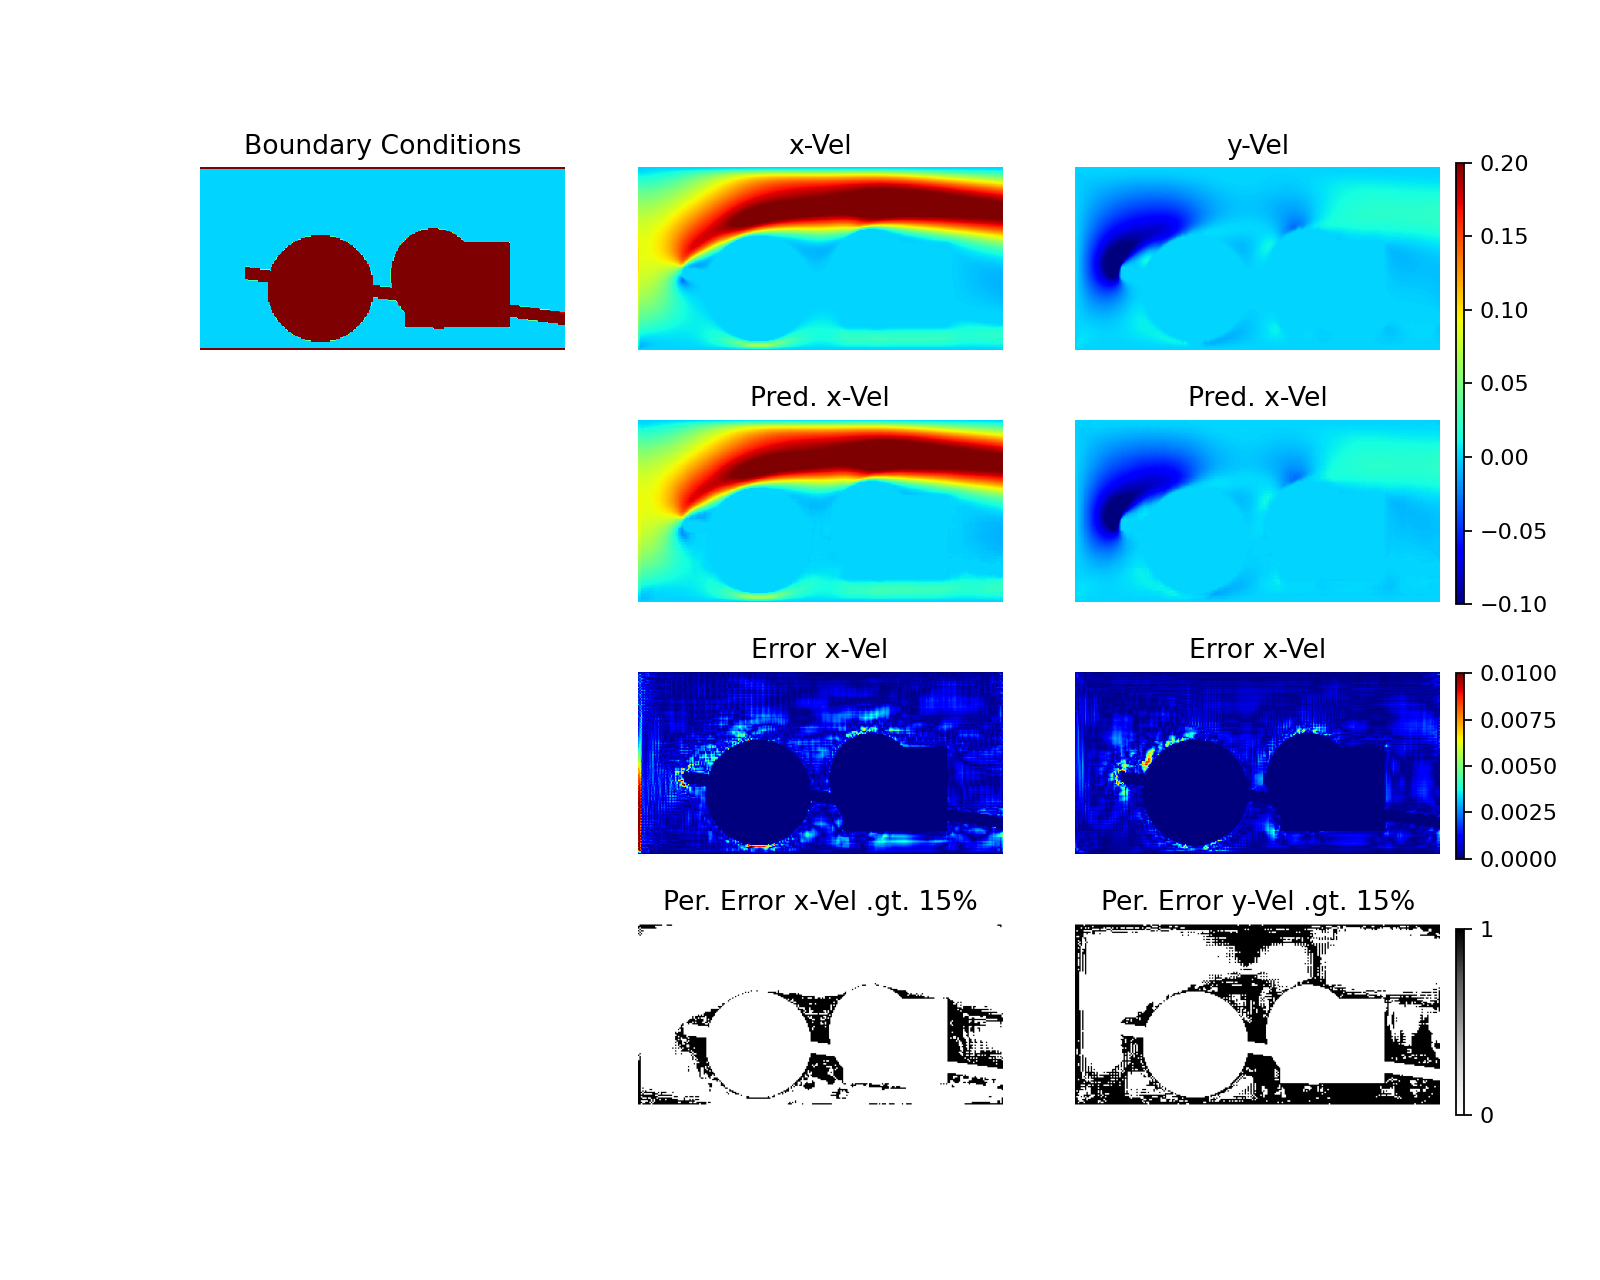 Boundary Conditions
x-Vel
y-Vel
0.20
0.15
0.10
0.05
0.00
−0.05
−0.10
Pred. x-Vel
Pred. x-Vel
Error x-Vel
Error x-Vel
0.0100
0.0075
0.0050
0.0025
0.0000
Per. Error x-Vel .gt. 15%
Per. Error y-Vel .gt. 15%
1
0